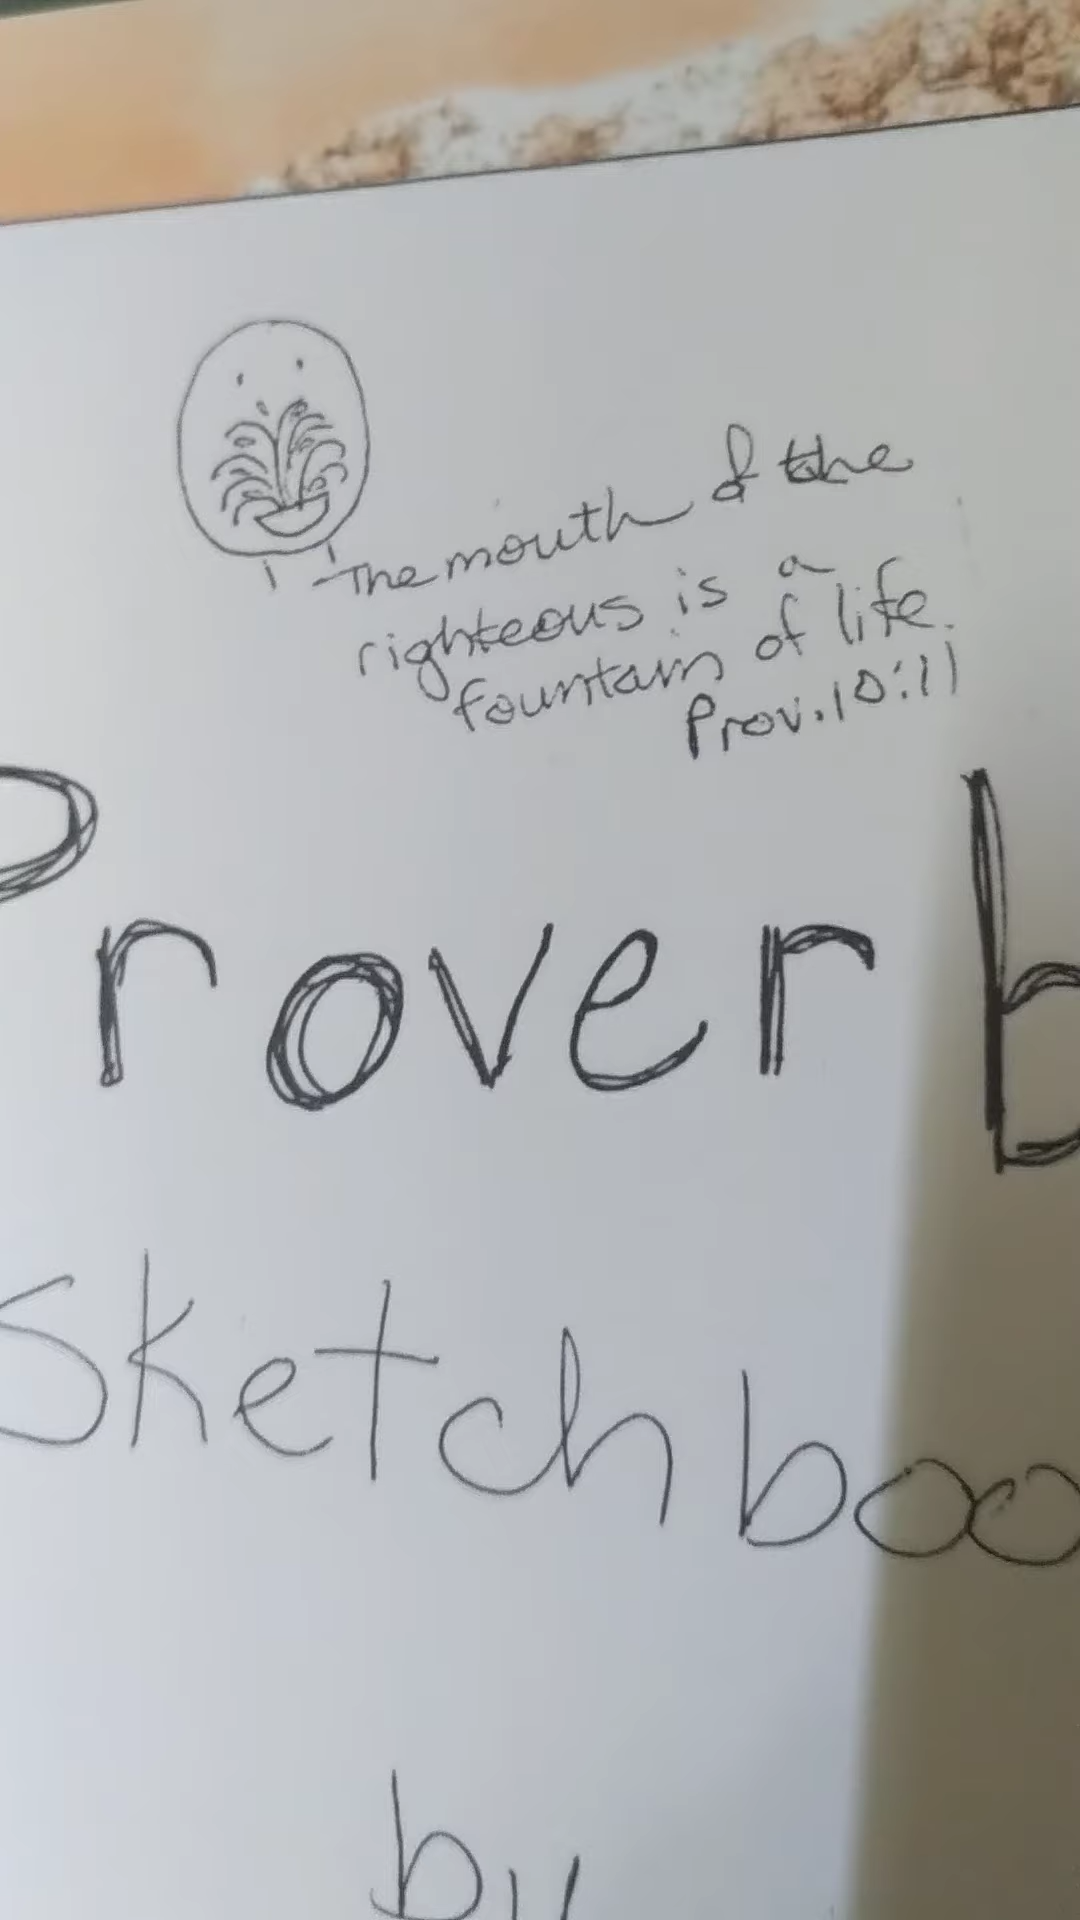 The mouth of the
righteous is a
fountain of life.
Prov.10:11
Proverb
Sketchboo
by